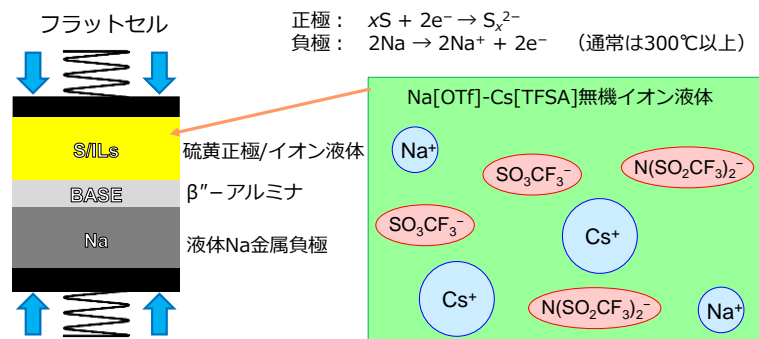 フラットセル
正極： xS + 2e⁻ → Sₓ²⁻
負極： 2Na → 2Na⁺ + 2e⁻ （通常は300℃以上）
S/ILs
硫黄正極/イオン液体
BASE
β”−アルミナ
Na
液体Na金属負極
Na[OTf]-Cs[TFSA]無機イオン液体
Na⁺
SO₃CF₃⁻
N(SO₂CF₃)₂⁻
SO₃CF₃⁻
Cs⁺
Cs⁺
N(SO₂CF₃)₂⁻
Na⁺